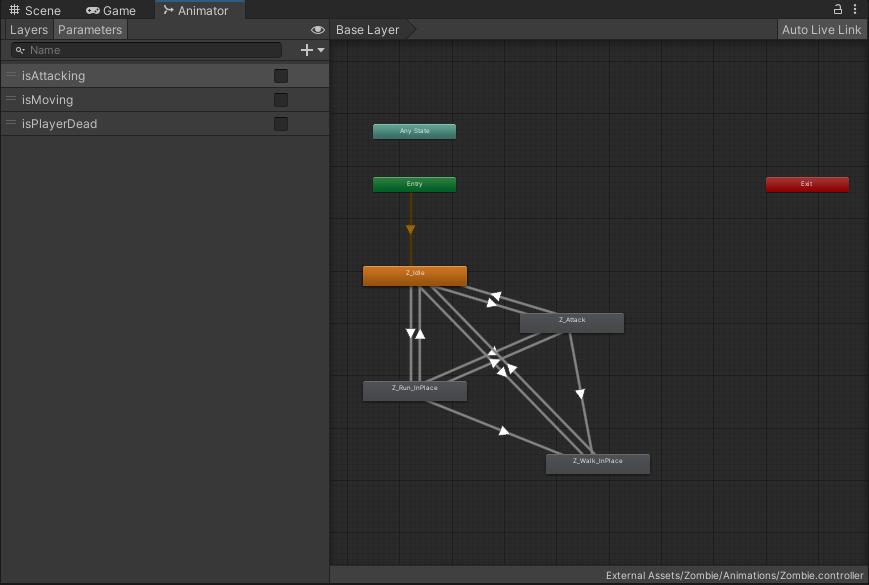 Scene Game Animator
Layers Parameters Base Layer Auto Live Link
Name
isAttacking
isMoving
isPlayerDead
Any State
Entry
Exit
Z_Idle
Z_Attack
Z_Run_InPlace
Z_Walk_InPlace
External Assets/Zombie/Animations/Zombie.controller